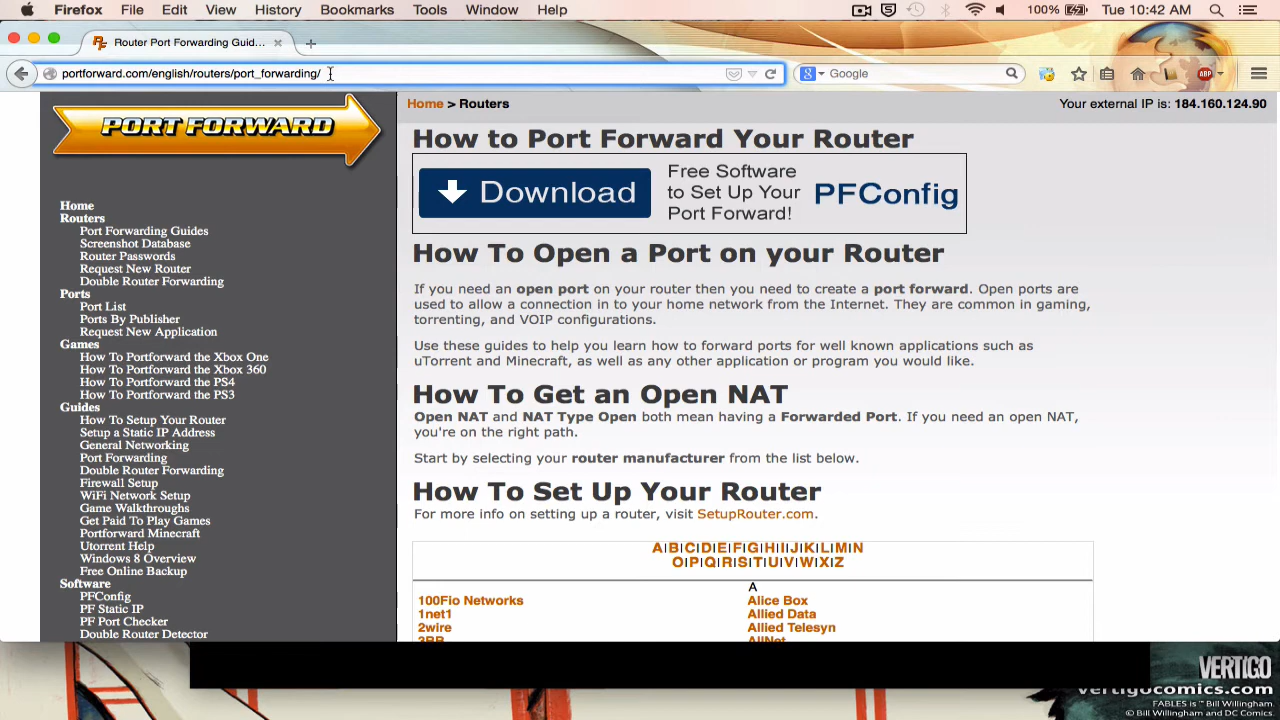 Firefox File Edit View History Bookmarks Tools Window Help
100% Tue 10:42 AM
Router Port Forwarding Guid...
portforward.com/english/routers/port_forwarding/
Google
ABP
PORT FORWARD
Home
Routers
Port Forwarding Guides
Screenshot Database
Router Passwords
Request New Router
Double Router Forwarding
Ports
Port List
Ports By Publisher
Request New Application
Games
How To Portforward the Xbox One
How To Portforward the Xbox 360
How To Portforward the PS4
How To Portforward the PS3
Guides
How To Setup Your Router
Setup a Static IP Address
General Networking
Port Forwarding
Double Router Forwarding
Firewall Setup
WiFi Network Setup
Game Walkthroughs
Get Paid To Play Games
Portforward Minecraft
Utorrent Help
Windows 8 Overview
Free Online Backup
Software
PFConfig
PF Static IP
PF Port Checker
Double Router Detector
Home > Routers
Your external IP is: 184.160.124.90
How to Port Forward Your Router
Download
Free Software
to Set Up Your
Port Forward!
PFConfig
How To Open a Port on your Router
If you need an open port on your router then you need to create a port forward. Open ports are
used to allow a connection in to your home network from the Internet. They are common in gaming,
torrenting, and VOIP configurations.
Use these guides to help you learn how to forward ports for well known applications such as
uTorrent and Minecraft, as well as any other application or program you would like.
How To Get an Open NAT
Open NAT and NAT Type Open both mean having a Forwarded Port. If you need an open NAT,
you're on the right path.
Start by selecting your router manufacturer from the list below.
How To Set Up Your Router
For more info on setting up a router, visit SetupRouter.com.
A|B|C|D|E|F|G|H|I|J|K|L|M|N
O|P|Q|R|S|T|U|V|W|X|Z
A
100Fio Networks
1net1
2wire
3BB
Alice Box
Allied Data
Allied Telesyn
AllNet
VERTIGO
vertigocomics.com
FABLES is ™ Bill Willingham
© Bill Willingham and DC Comics